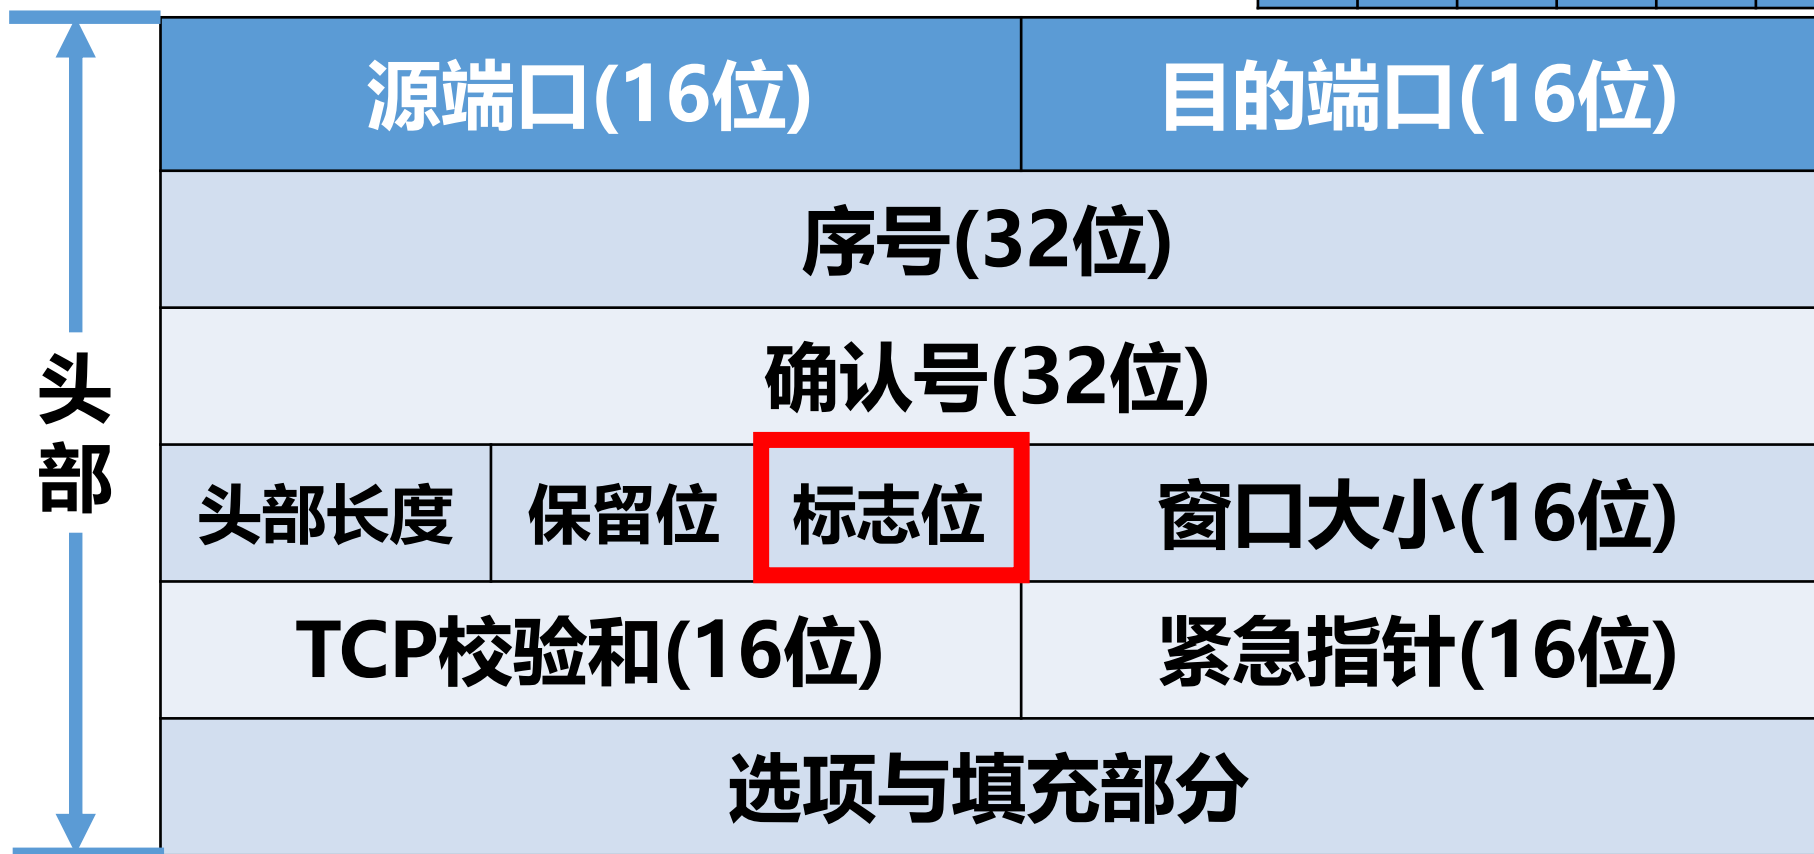 源端口(16位) 目的端口(16位)
序号(32位)
确认号(32位)
头部
头部长度 保留位 标志位 窗口大小(16位)
TCP校验和(16位) 紧急指针(16位)
选项与填充部分